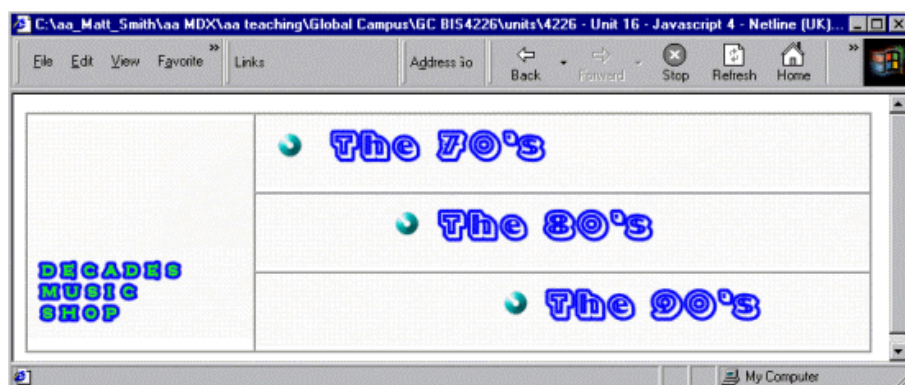 C:\aa_Matt_Smith\aa MDX\aa teaching\Global Campus\GC BIS4226\units\4226 - Unit 16 - Javascript 4 - Netline (UK)...
File Edit View Favorite » Links Address Back Forward Stop Refresh Home »
The 70's
The 80's
The 90's
DECADES
MUSIC
SHOP
My Computer